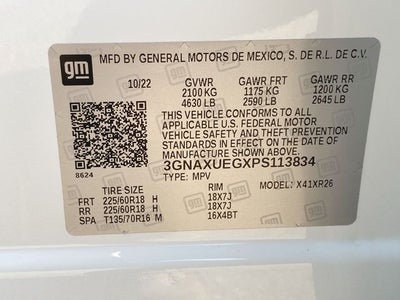 gm
MFD BY GENERAL MOTORS DE MEXICO, S. DE R.L. DE C.V.
10/22 GVWR GAWR FRT GAWR RR
2100 KG 1175 KG 1200 KG
4630 LB 2590 LB 2645 LB
THIS VEHICLE CONFORMS TO ALL
APPLICABLE U.S. FEDERAL MOTOR
VEHICLE SAFETY AND THEFT PREVENTION
STANDARDS IN EFFECT ON THE DATE OF
MANUFACTURE SHOWN ABOVE.
8624
3GNAXUEGXPS113834
TYPE: MPV MODEL: X41XR26
TIRE SIZE RIM
FRT 225/60R18 H 18X7J
RR 225/60R18 H 18X7J
SPA T135/70R16 M 16X4BT